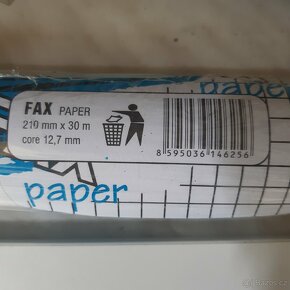 FAX PAPER
210 mm x 30 m
core 12,7 mm
8 595036 146256
paper
paper